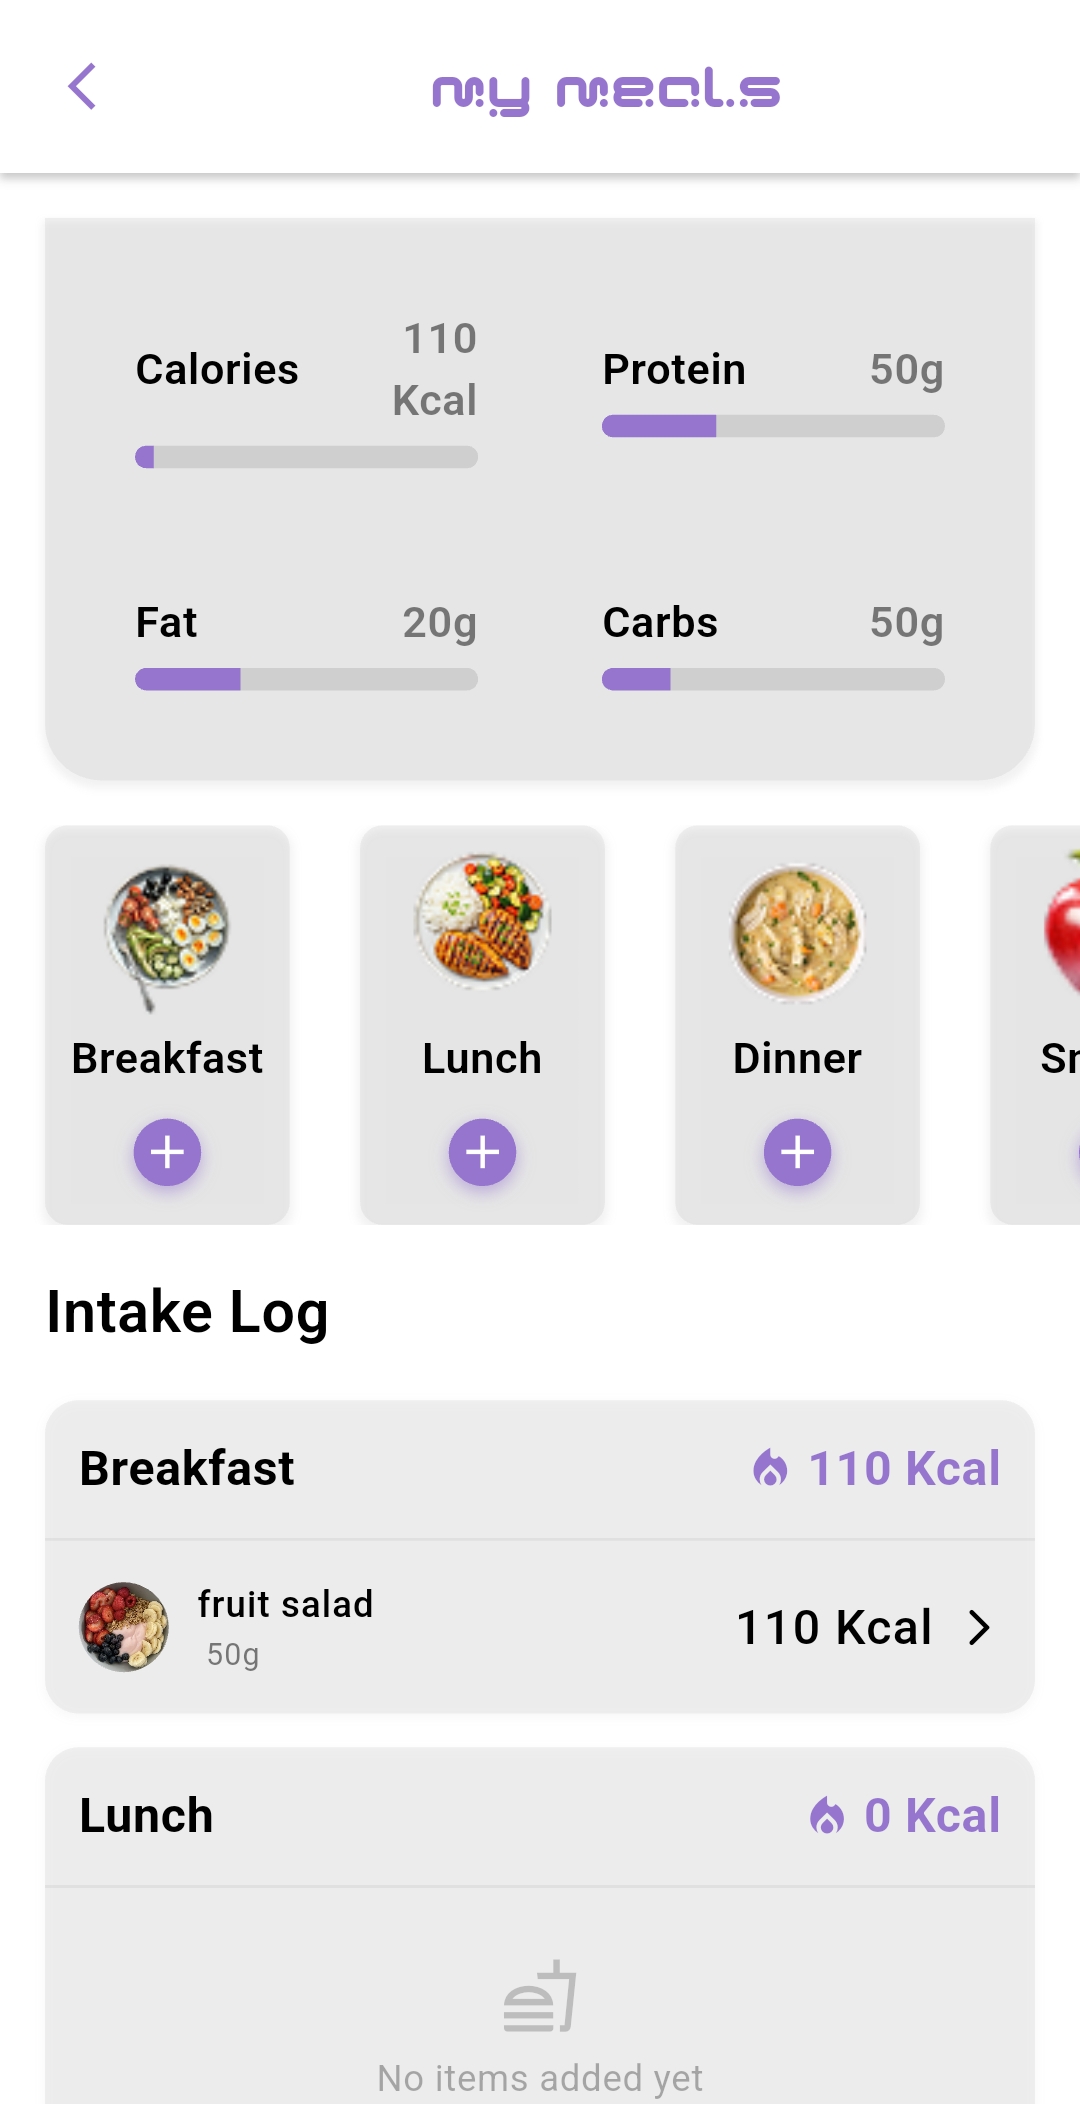 my meals
Calories
110
Kcal
Protein
50g
Fat
20g
Carbs
50g
Breakfast
Lunch
Dinner
Intake Log
Breakfast
110 Kcal
fruit salad
50g
110 Kcal
Lunch
0 Kcal
No items added yet